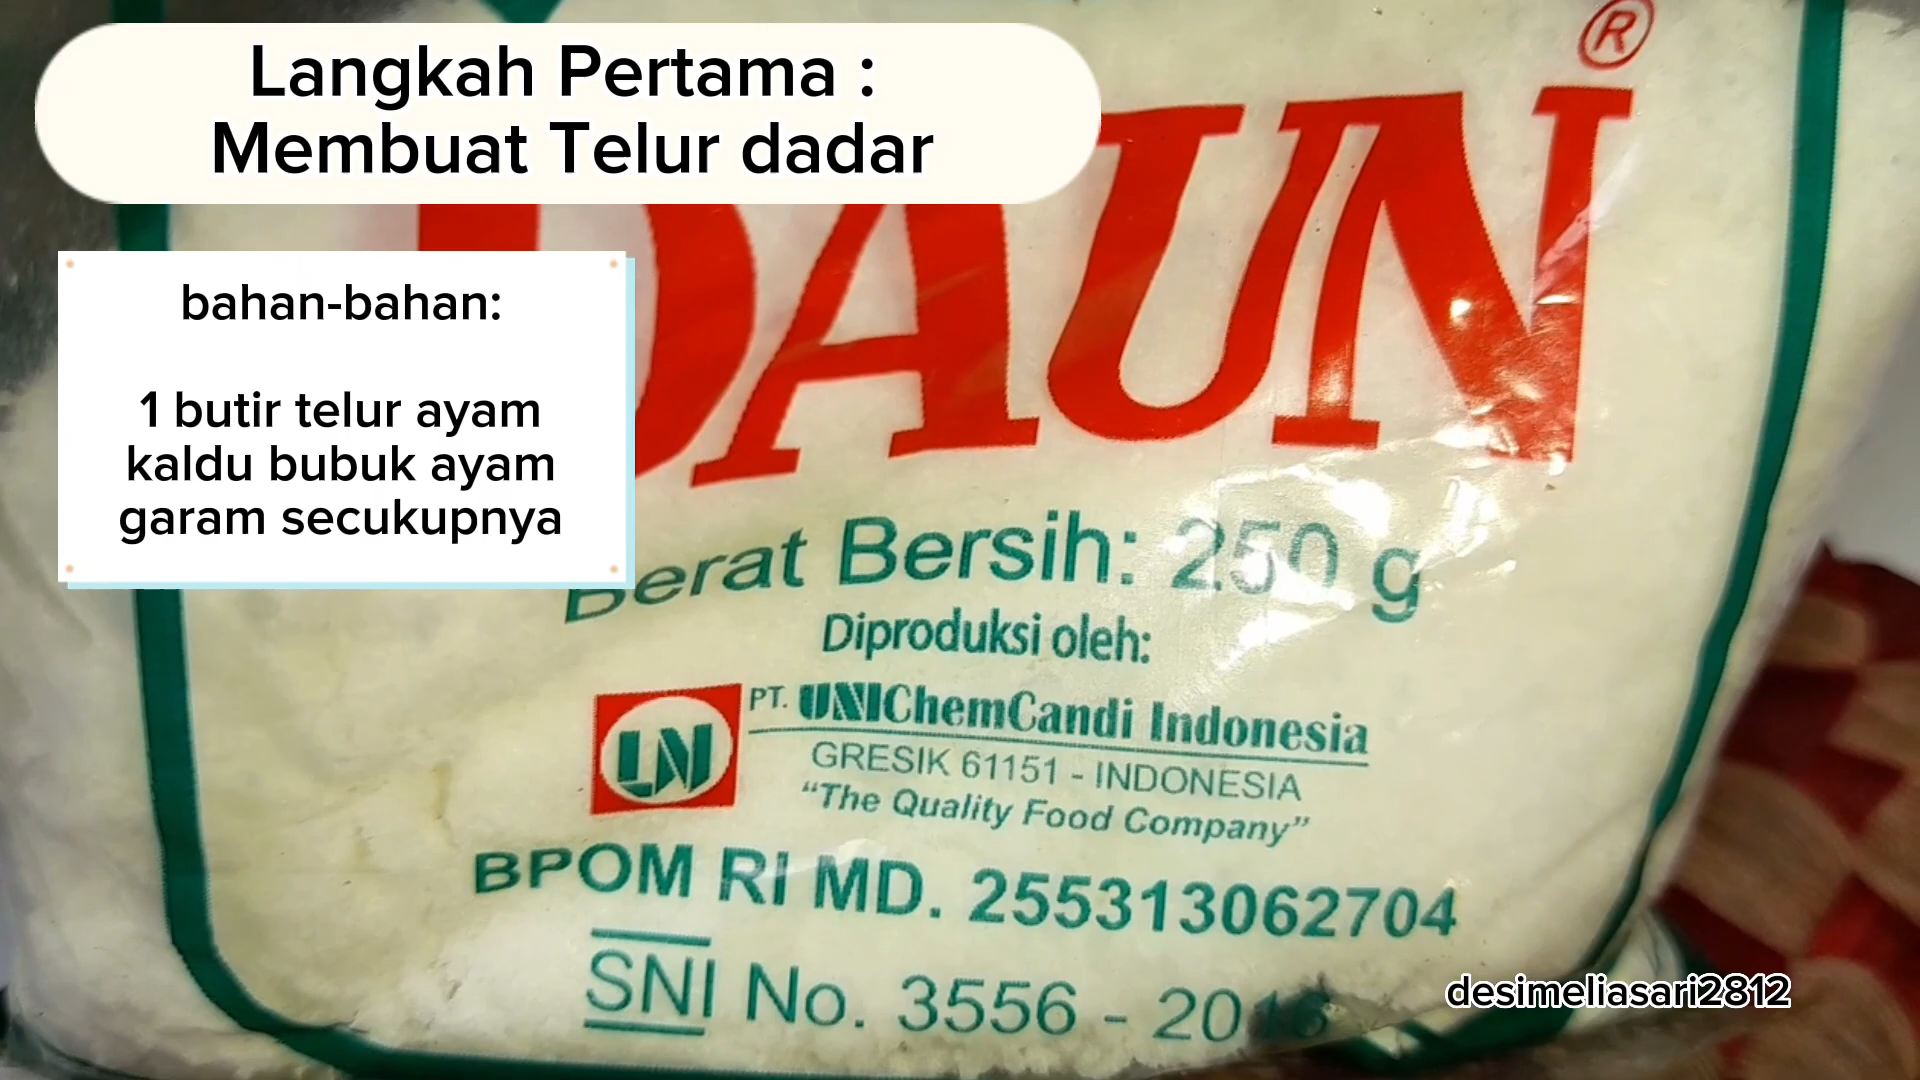 Langkah Pertama :
Membuat Telur dadar
®
DAUN
bahan-bahan:
1 butir telur ayam
kaldu bubuk ayam
garam secukupnya
Berat Bersih: 250 g
Diproduksi oleh:
LN PT. UNIChemCandi Indonesia
GRESIK 61151 - INDONESIA
“The Quality Food Company”
BPOM RI MD. 255313062704
SNI No. 3556 - 2016
desimeliasari2812